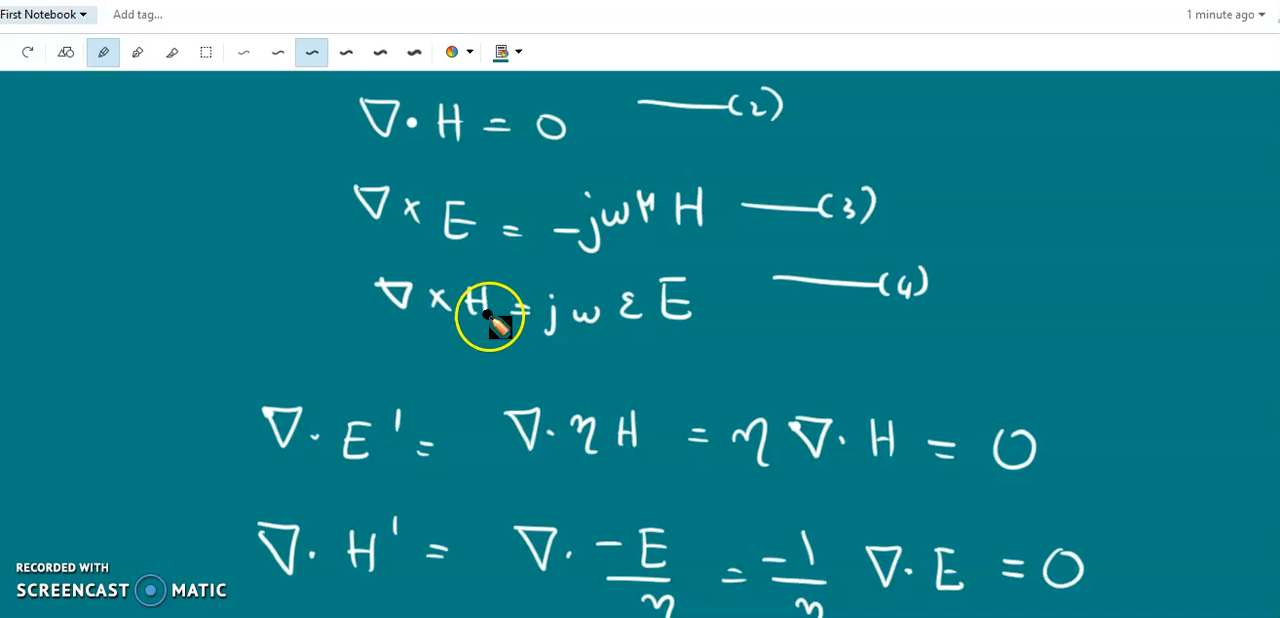 First Notebook Add tag... 1 minute ago
∇· H = 0 —(2)
∇ × E = -jωμ H —(3)
∇ × H = jω ε E —(4)
∇· E' = ∇· η H = η ∇· H = 0
∇· H' = ∇· -E/η = -1/η ∇· E = 0
RECORDED WITH
SCREENCAST MATIC